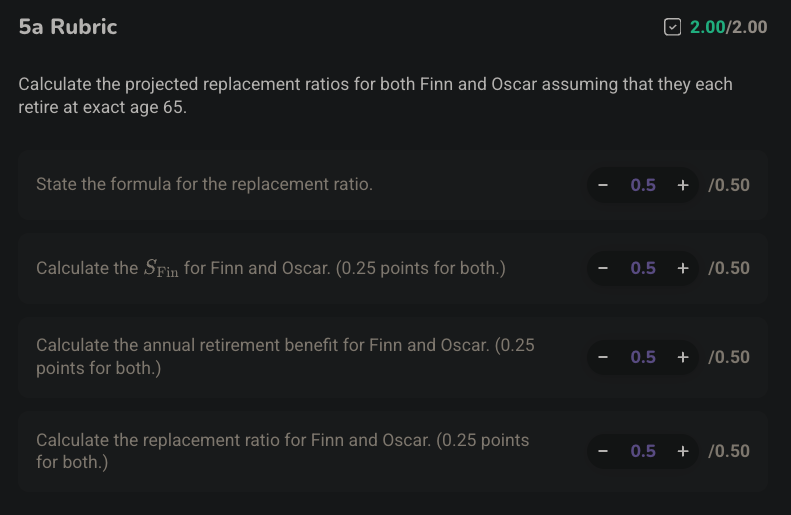 5a Rubric 2.00/2.00
Calculate the projected replacement ratios for both Finn and Oscar assuming that they each
retire at exact age 65.
State the formula for the replacement ratio. − 0.5 + /0.50
Calculate the S_Fin for Finn and Oscar. (0.25 points for both.) − 0.5 + /0.50
Calculate the annual retirement benefit for Finn and Oscar. (0.25
points for both.) − 0.5 + /0.50
Calculate the replacement ratio for Finn and Oscar. (0.25 points
for both.) − 0.5 + /0.50